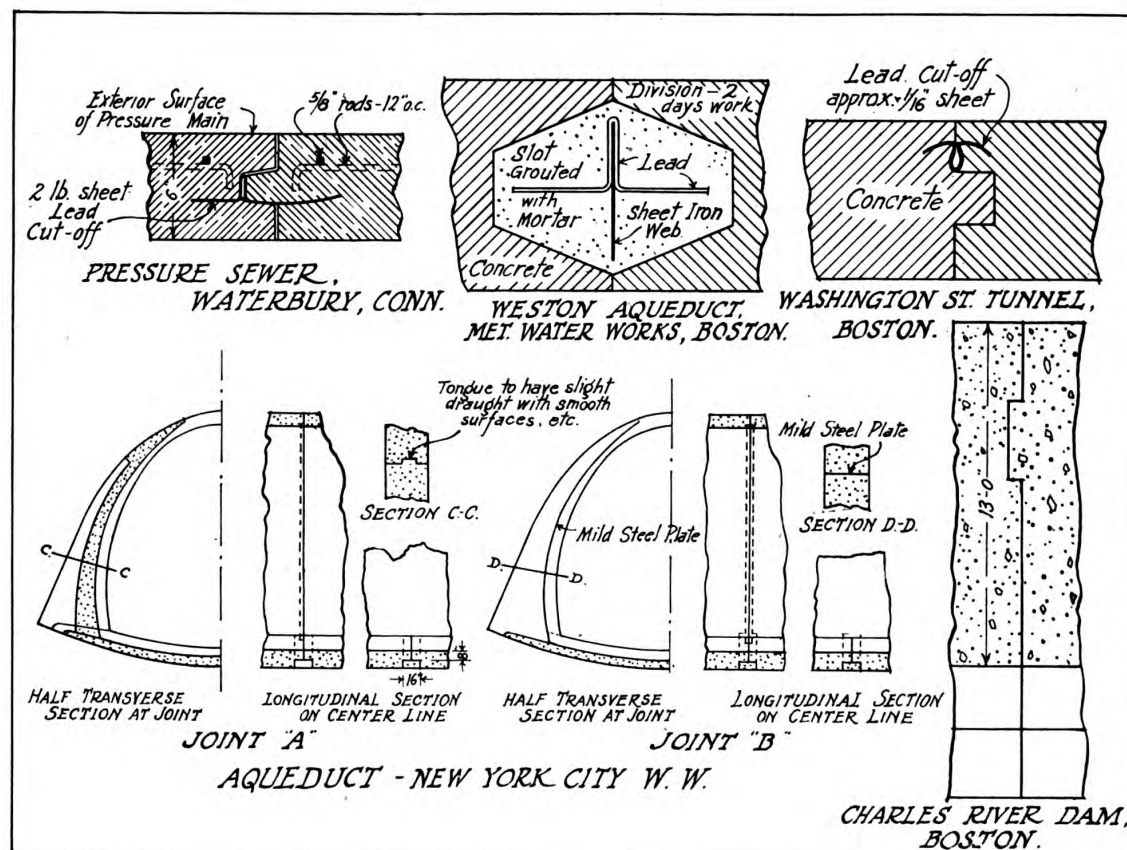 Exterior Surface
of Pressure Main
5/8" rods-12" o.c.
6"
2 lb. sheet
Lead
Cut-off
PRESSURE SEWER,
WATERBURY, CONN.
Division-2
days work
Slot
Grouted
with
Mortar
Lead
Sheet Iron
Web.
Concrete
WESTON AQUEDUCT,
MET. WATER WORKS, BOSTON.
Lead Cut-off
approx. 1/16" sheet
Concrete
WASHINGTON ST. TUNNEL,
BOSTON.
C.
C
Tongue to have slight
draught with smooth
surfaces, etc.
SECTION C-C.
8"
16"
HALF TRANSVERSE
SECTION AT JOINT
LONGITUDINAL SECTION
ON CENTER LINE
JOINT "A"
D.
D.
Mild Steel Plate
Mild Steel Plate
SECTION D.-D.
HALF TRANSVERSE
SECTION AT JOINT
LONGITUDINAL SECTION
ON CENTER LINE
JOINT "B"
AQUEDUCT - NEW YORK CITY W. W.
13'-0"
CHARLES RIVER DAM,
BOSTON.